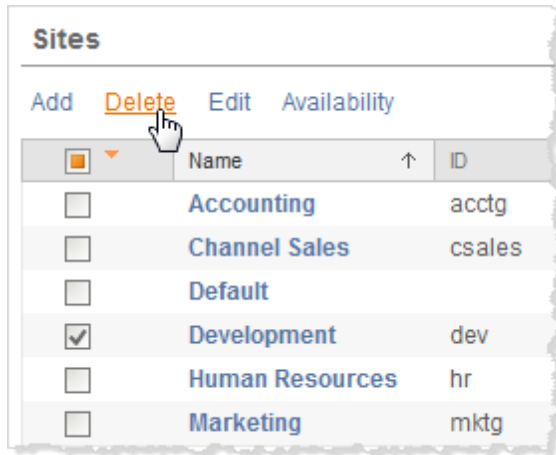 Sites
Add Delete Edit Availability
Name ID
Accounting acctg
Channel Sales csales
Default
Development dev
Human Resources hr
Marketing mktg